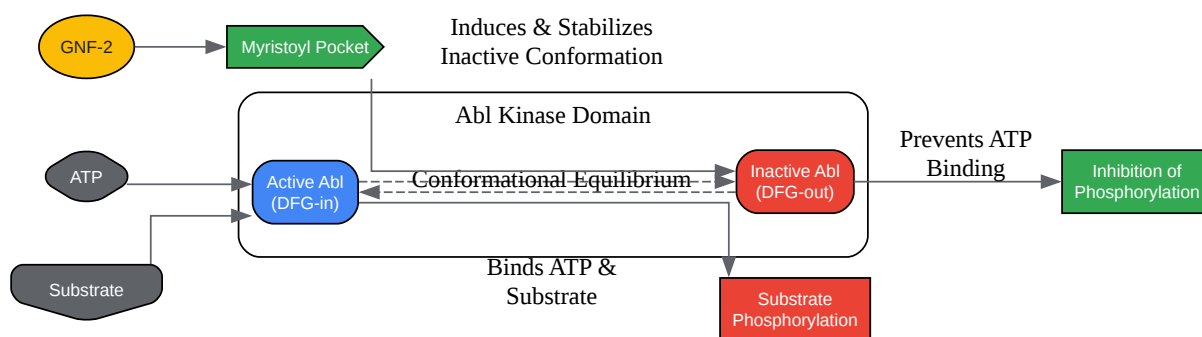 GNF-2
Myristoyl Pocket
Induces & Stabilizes
Inactive Conformation
Abl Kinase Domain
ATP
Active Abl
(DFG-in)
Conformational Equilibrium
Inactive Abl
(DFG-out)
Prevents ATP
Binding
Inhibition of
Phosphorylation
Substrate
Binds ATP &
Substrate
Substrate
Phosphorylation